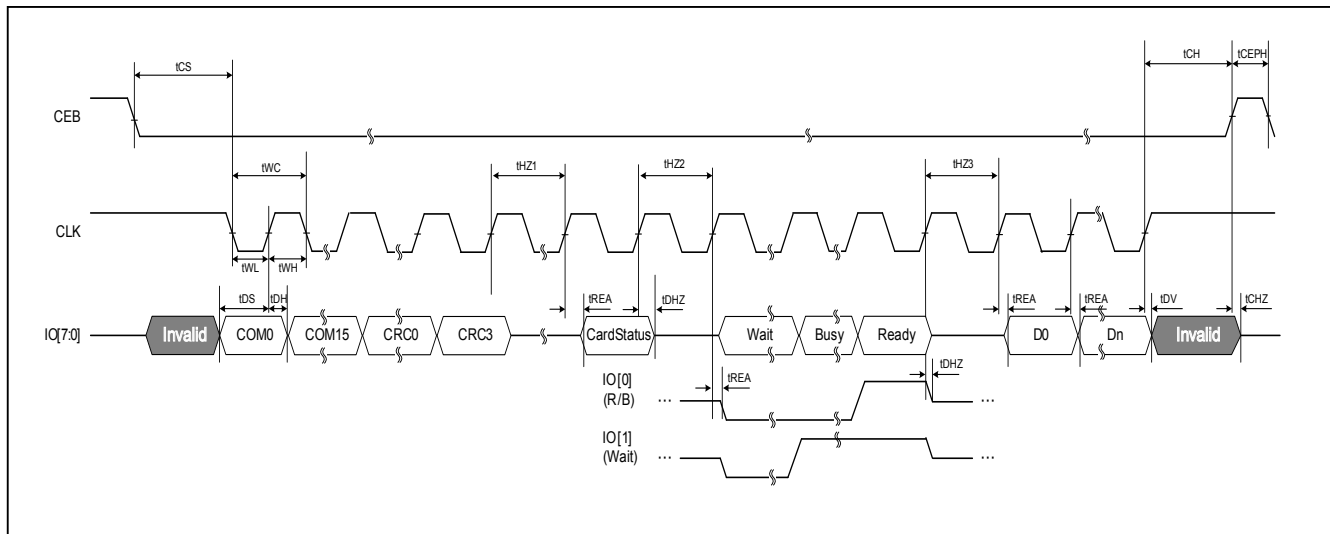 tCS
tCH
tCEPH
CEB
tWC
tHZ1
tHZ2
tHZ3
CLK
tWL
tWH
tDS
tDH
tREA
tDHZ
tREA
tREA
tDV
tCHZ
IO[7:0]
Invalid
COM0
COM15
CRC0
CRC3
CardStatus
Wait
Busy
Ready
D0
Dn
Invalid
IO[0]
(R/B)
...
tREA
tDHZ
...
IO[1]
(Wait)
...
...